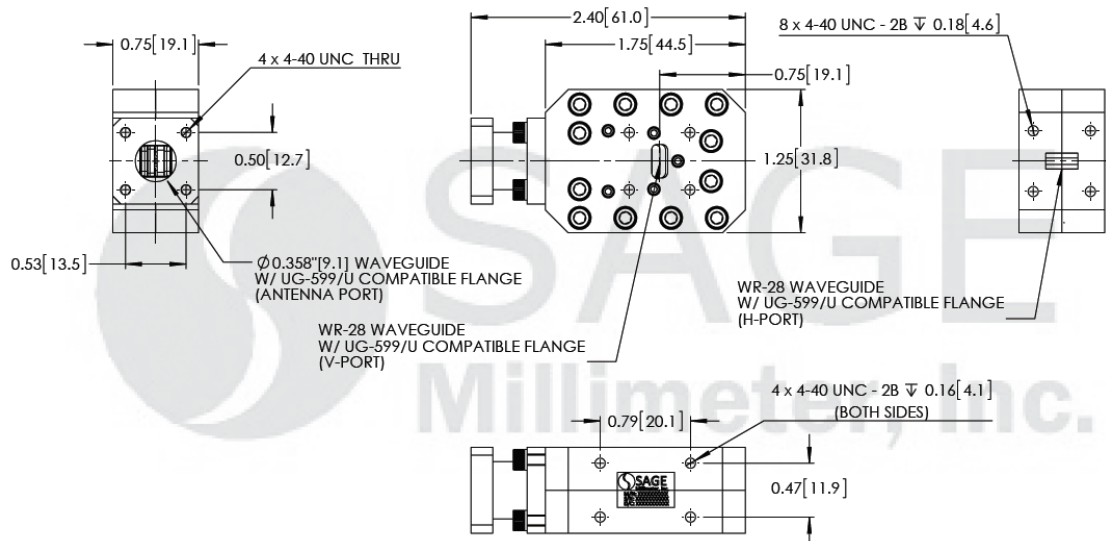 2.40[61.0]
0.75[19.1]
1.75[44.5]
8 x 4-40 UNC - 2B ↧ 0.18[4.6]
4 x 4-40 UNC THRU
0.75[19.1]
0.50[12.7]
1.25[31.8]
0.53[13.5]
Ø0.358"[9.1] WAVEGUIDE
W/ UG-599/U COMPATIBLE FLANGE
(ANTENNA PORT)
WR-28 WAVEGUIDE
W/ UG-599/U COMPATIBLE FLANGE
(V-PORT)
WR-28 WAVEGUIDE
W/ UG-599/U COMPATIBLE FLANGE
(H-PORT)
4 x 4-40 UNC - 2B ↧ 0.16[4.1]
(BOTH SIDES)
0.79[20.1]
0.47[11.9]
SAGE
SAGE
Millimeter, Inc.